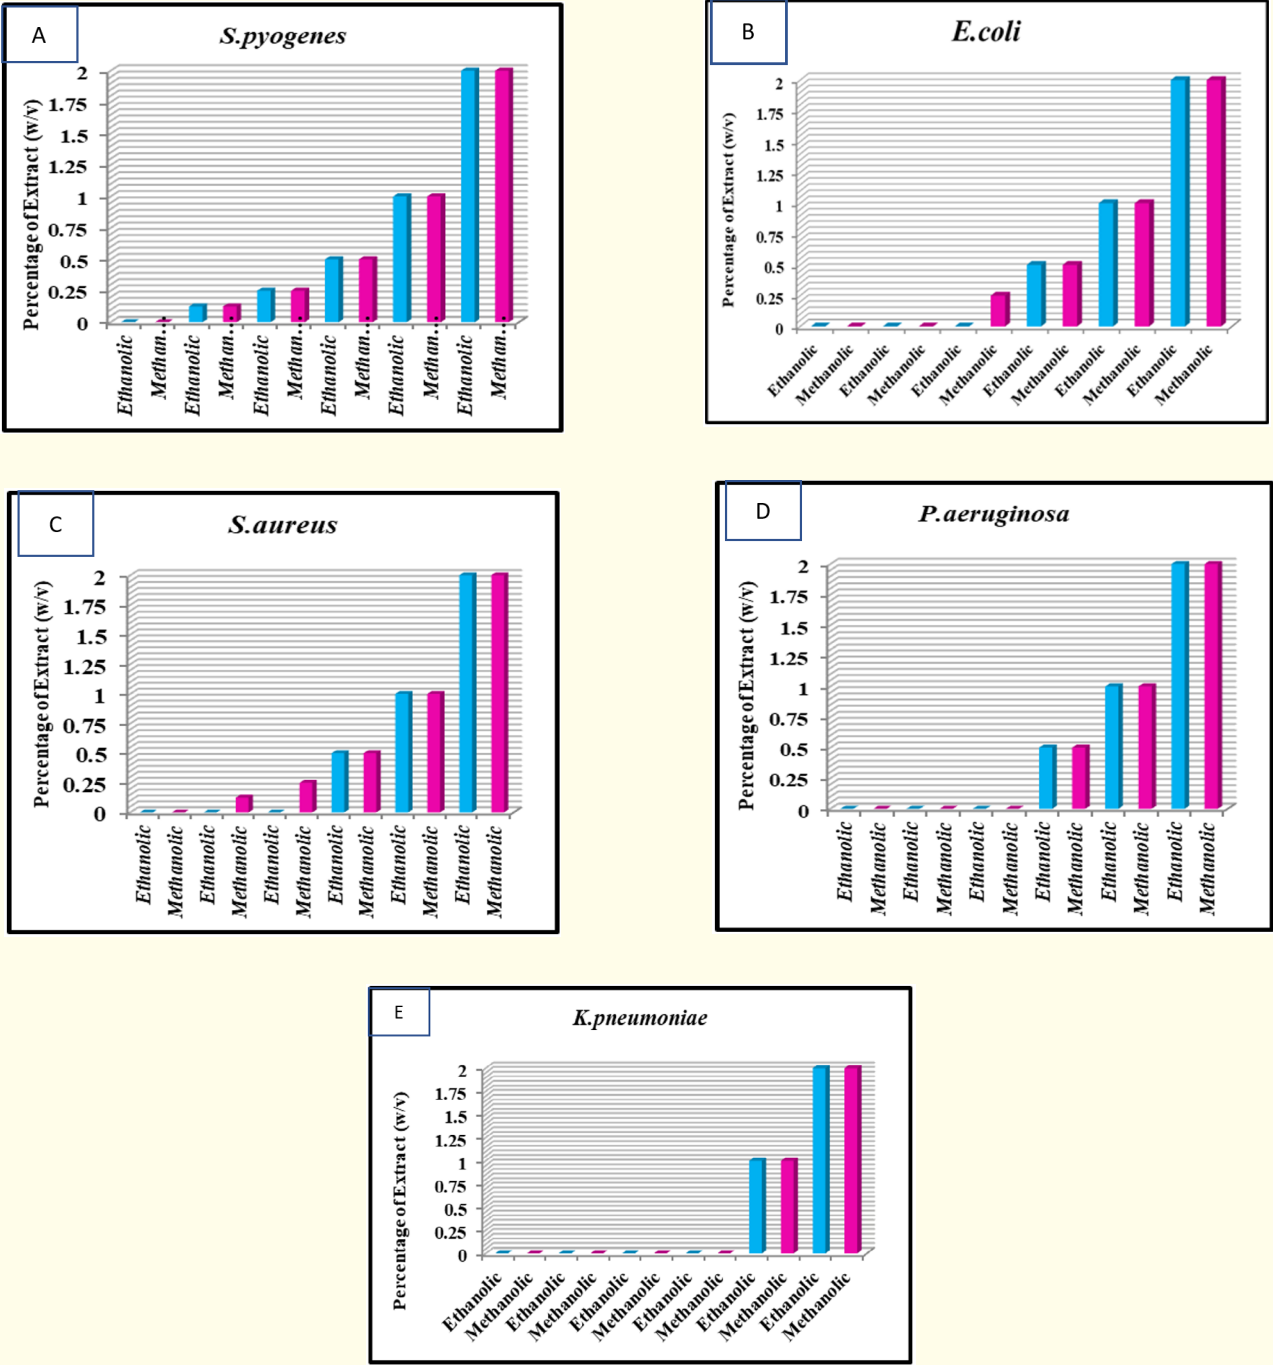 A
S.pyogenes
Percentage of Extract (w/v)
2
1.75
1.5
1.25
1
0.75
0.5
0.25
0
Ethanolic
Methan...
Ethanolic
Methan...
Ethanolic
Methan...
Ethanolic
Methan...
Ethanolic
Methan...
Ethanolic
Methan...
B
E.coli
Percentage of Extract (w/v)
2
1.75
1.5
1.25
1
0.75
0.5
0.25
0
Ethanolic
Methanolic
Ethanolic
Methanolic
Ethanolic
Methanolic
Ethanolic
Methanolic
Ethanolic
Methanolic
Ethanolic
Methanolic
C
S.aureus
Percentage of Extract (w/v)
2
1.75
1.5
1.25
1
0.75
0.5
0.25
0
Ethanolic
Methanolic
Ethanolic
Methanolic
Ethanolic
Methanolic
Ethanolic
Methanolic
Ethanolic
Methanolic
Ethanolic
Methanolic
D
P.aeruginosa
Percentage of Extract (w/v)
2
1.75
1.5
1.25
1
0.75
0.5
0.25
0
Ethanolic
Methanolic
Ethanolic
Methanolic
Ethanolic
Methanolic
Ethanolic
Methanolic
Ethanolic
Methanolic
Ethanolic
Methanolic
E
K.pneumoniae
Percentage of Extract (w/v)
2
1.75
1.5
1.25
1
0.75
0.5
0.25
0
Ethanolic
Methanolic
Ethanolic
Methanolic
Ethanolic
Methanolic
Ethanolic
Methanolic
Ethanolic
Methanolic
Ethanolic
Methanolic